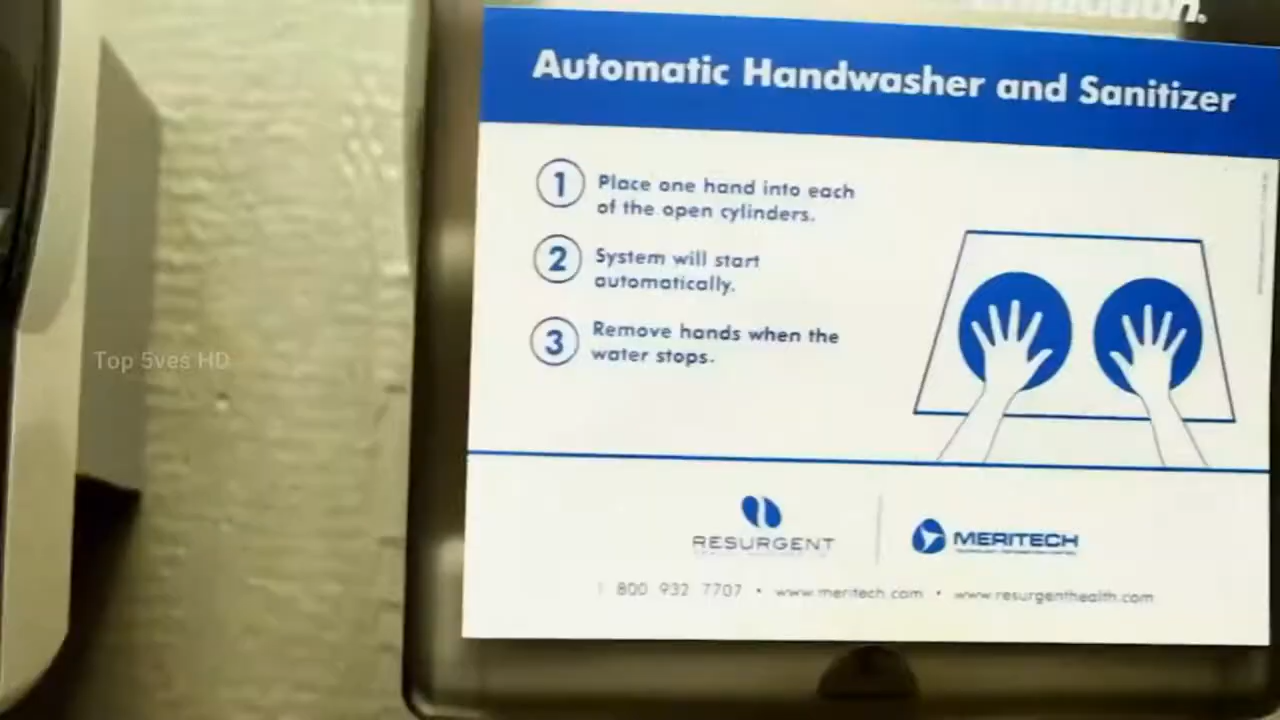 Automatic Handwasher and Sanitizer
1 Place one hand into each
of the open cylinders.
2 System will start
automatically.
3 Remove hands when the
water stops.
Top 5ves HD
RESURGENT
MERITECH
1 800 932 7707 • www.meritech.com • www.resurgenthealth.com